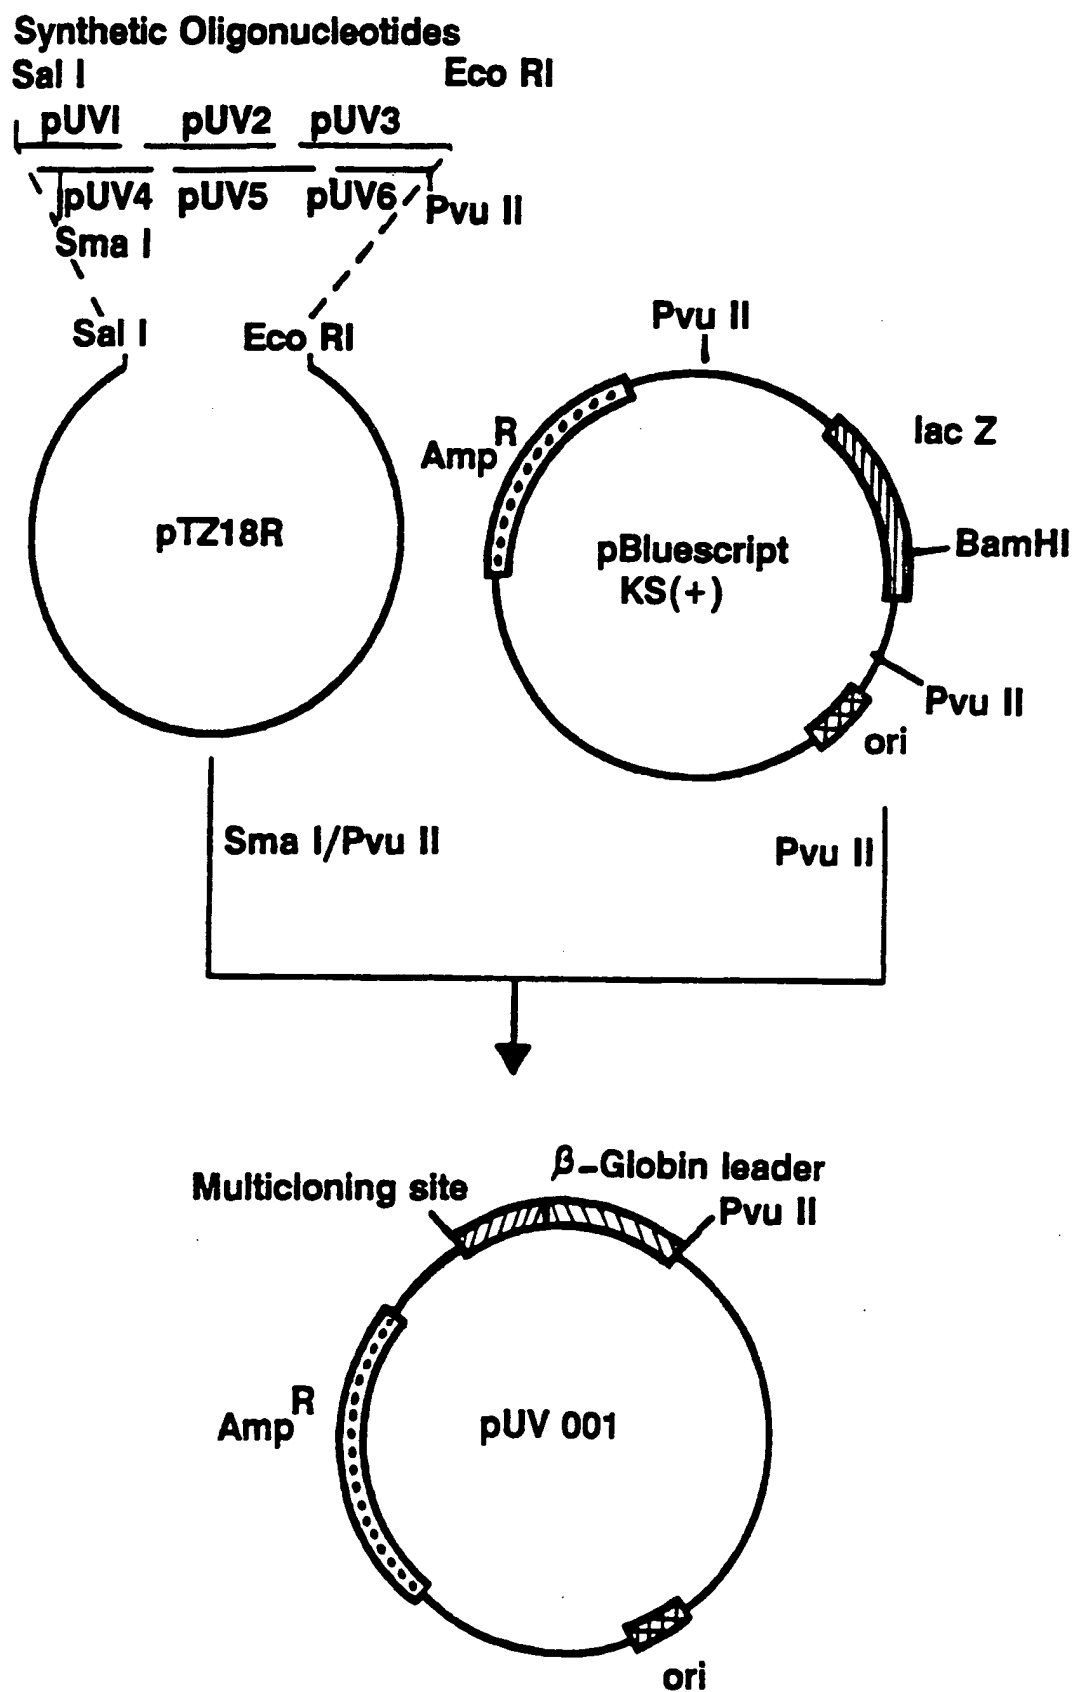 Synthetic Oligonucleotides
Sal I
Eco RI
pUVI pUV2 pUV3
pUV4 pUV5 pUV6
Pvu II
Sma I
Sal I
Eco RI
pTZ18R
Pvu II
Amp R
lac Z
BamHI
pBluescript
KS(+)
Pvu II
ori
Sma I/Pvu II
Pvu II
Multicloning site
β-Globin leader
Pvu II
Amp R
pUV 001
ori